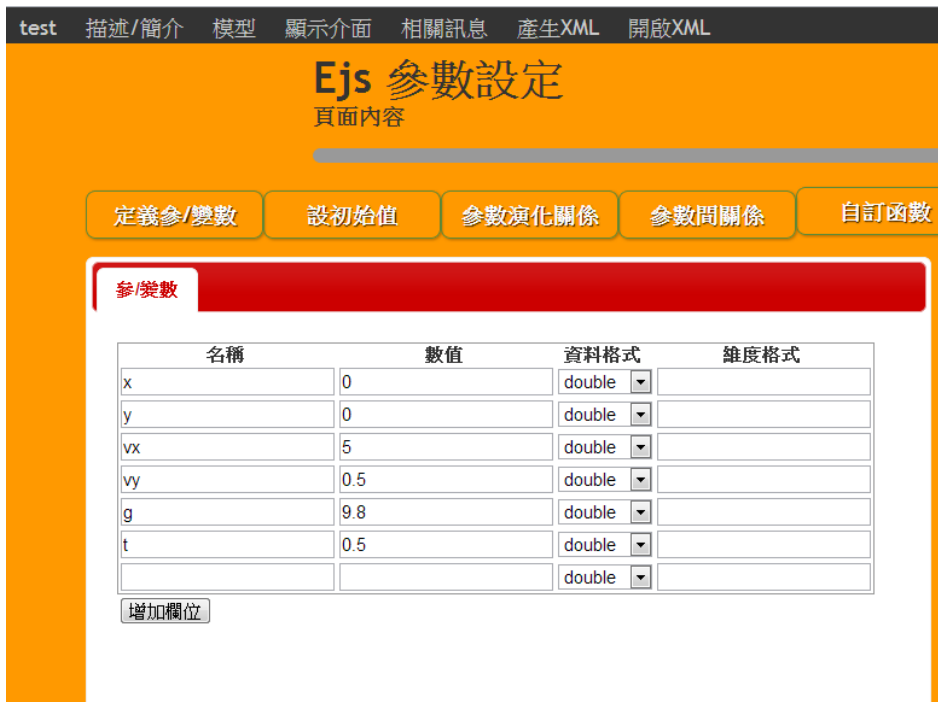 test 描述/簡介 模型 顯示介面 相關訊息 產生XML 開啟XML
Ejs 參數設定
頁面內容
定義參/變數 設初始值 參數演化關係 參數間關係 自訂函數
參/變數
名稱 數值 資料格式 維度格式
x 0 double
y 0 double
vx 5 double
vy 0.5 double
g 9.8 double
t 0.5 double
double
增加欄位